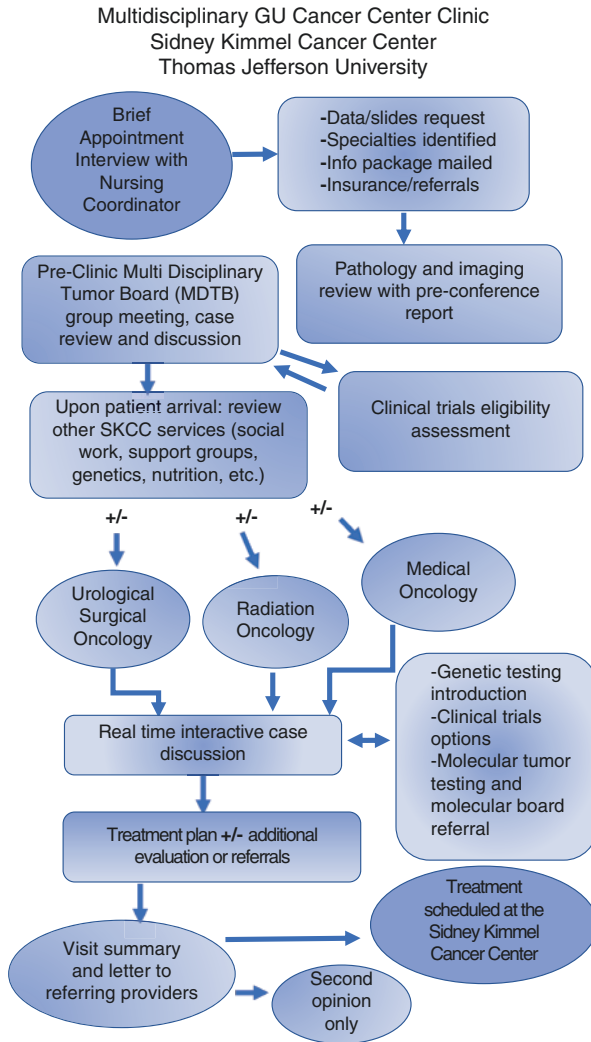 Multidisciplinary GU Cancer Center Clinic
Sidney Kimmel Cancer Center
Thomas Jefferson University
Brief
Appointment
Interview with
Nursing
Coordinator
-Data/slides request
-Specialties identified
-Info package mailed
-Insurance/referrals
Pathology and imaging
review with pre-conference
report
Pre-Clinic Multi Disciplinary
Tumor Board (MDTB)
group meeting, case
review and discussion
Clinical trials eligibility
assessment
Upon patient arrival: review
other SKCC services (social
work, support groups,
genetics, nutrition, etc.)
+/-
+/-
+/-
Urological
Surgical
Oncology
Radiation
Oncology
Medical
Oncology
Real time interactive case
discussion
-Genetic testing
introduction
-Clinical trials
options
-Molecular tumor
testing and
molecular board
referral
Treatment plan +/- additional
evaluation or referrals
Treatment
scheduled at the
Sidney Kimmel
Cancer Center
Visit summary
and letter to
referring providers
Second
opinion
only